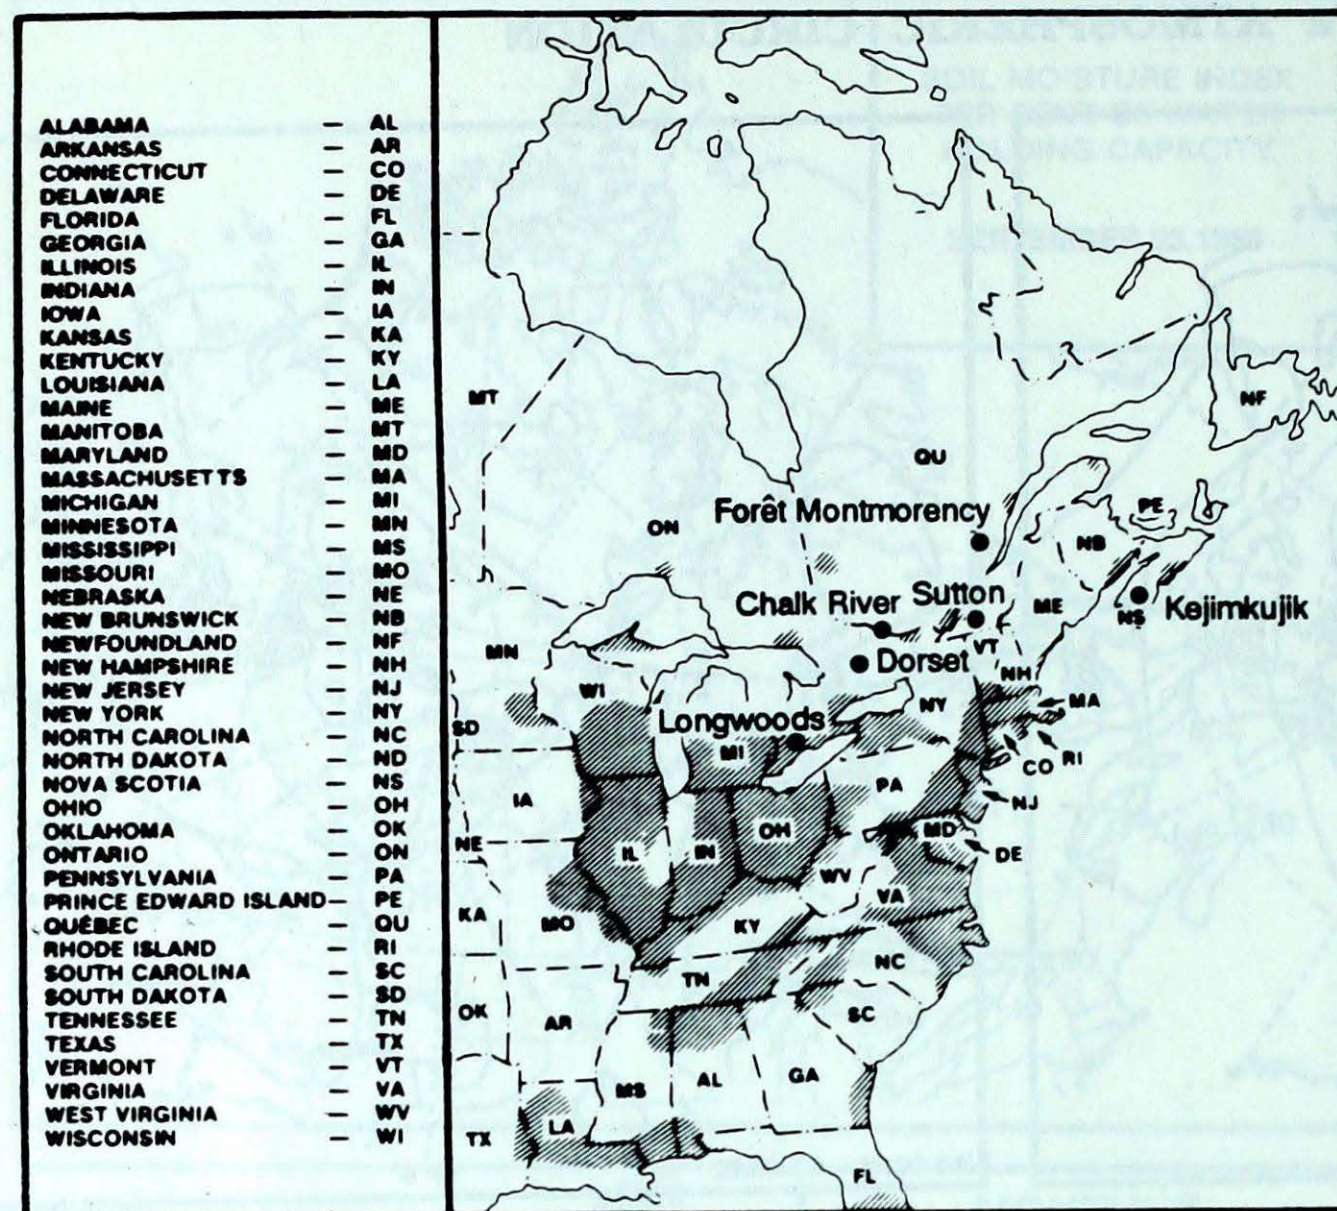 ALABAMA – AL
ARKANSAS – AR
CONNECTICUT – CO
DELAWARE – DE
FLORIDA – FL
GEORGIA – GA
ILLINOIS – IL
INDIANA – IN
IOWA – IA
KANSAS – KA
KENTUCKY – KY
LOUISIANA – LA
MAINE – ME
MANITOBA – MT
MARYLAND – MD
MASSACHUSETTS – MA
MICHIGAN – MI
MINNESOTA – MN
MISSISSIPPI – MS
MISSOURI – MO
NEBRASKA – NE
NEW BRUNSWICK – NB
NEWFOUNDLAND – NF
NEW HAMPSHIRE – NH
NEW JERSEY – NJ
NEW YORK – NY
NORTH CAROLINA – NC
NORTH DAKOTA – ND
NOVA SCOTIA – NS
OHIO – OH
OKLAHOMA – OK
ONTARIO – ON
PENNSYLVANIA – PA
PRINCE EDWARD ISLAND – PE
QUÉBEC – QU
RHODE ISLAND – RI
SOUTH CAROLINA – SC
SOUTH DAKOTA – SD
TENNESSEE – TN
TEXAS – TX
VERMONT – VT
VIRGINIA – VA
WEST VIRGINIA – WV
WISCONSIN – WI
MT
NF
QU
ON
Forêt Montmorency
PE
NB
Chalk River
Sutton
ME
NS
Kejimkujik
MN
Dorset
VT
NH
WI
NY
MA
SD
Longwoods
MI
RI
CO
IA
PA
NJ
NE
IL
IN
OH
MD
DE
WV
VA
KA
MO
KY
NC
TN
OK
AR
SC
MS
AL
GA
TX
LA
FL
ATMOSPHERIC CIRCULATION
SOIL MOISTURE INDEX
CAPACITY